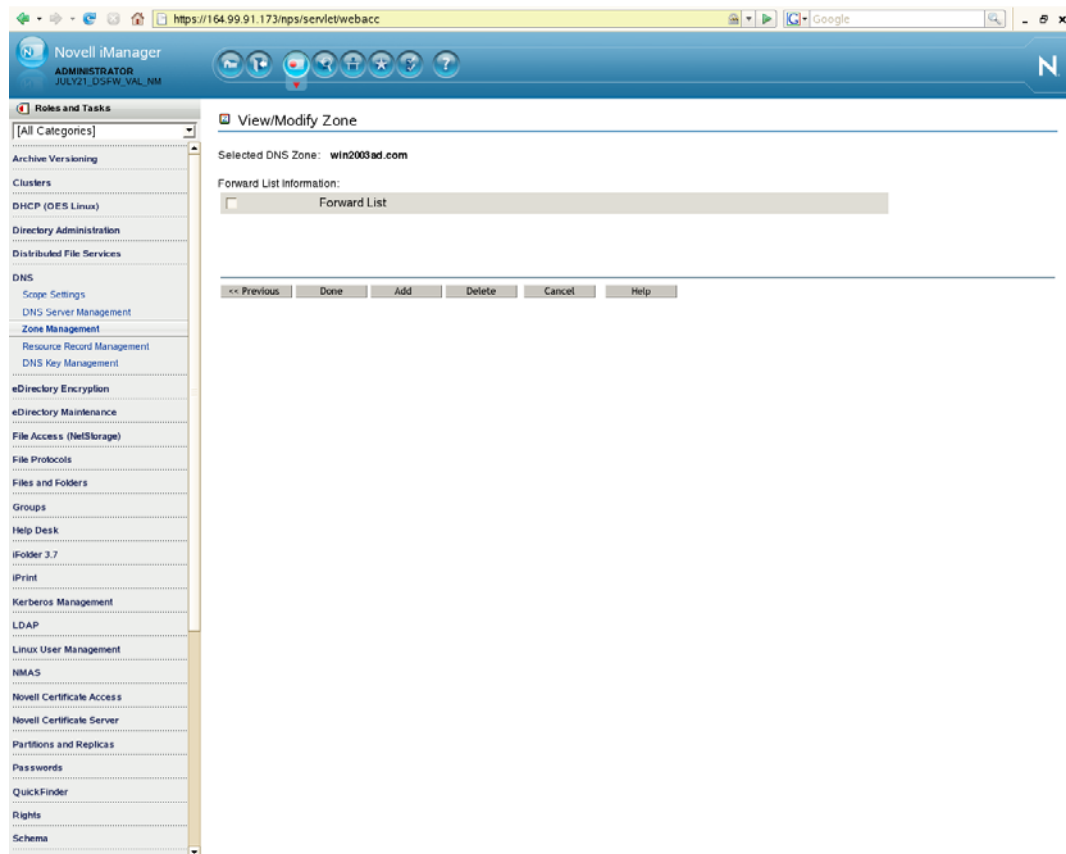 https://164.99.91.173/nps/servlet/webacc
G
Google
N
Novell iManager
ADMINISTRATOR
JULY21_DSFW_VAL_NM
N
Roles and Tasks
[All Categories]
Archive Versioning
Clusters
DHCP (OES Linux)
Directory Administration
Distributed File Services
DNS
Scope Settings
DNS Server Management
Zone Management
Resource Record Management
DNS Key Management
eDirectory Encryption
eDirectory Maintenance
File Access (NetStorage)
File Protocols
Files and Folders
Groups
Help Desk
iFolder 3.7
iPrint
Kerberos Management
LDAP
Linux User Management
NMAS
Novell Certificate Access
Novell Certificate Server
Partitions and Replicas
Passwords
QuickFinder
Rights
Schema
View/Modify Zone
Selected DNS Zone: win2003ad.com
Forward List Information:
Forward List
<< Previous Done Add Delete Cancel Help